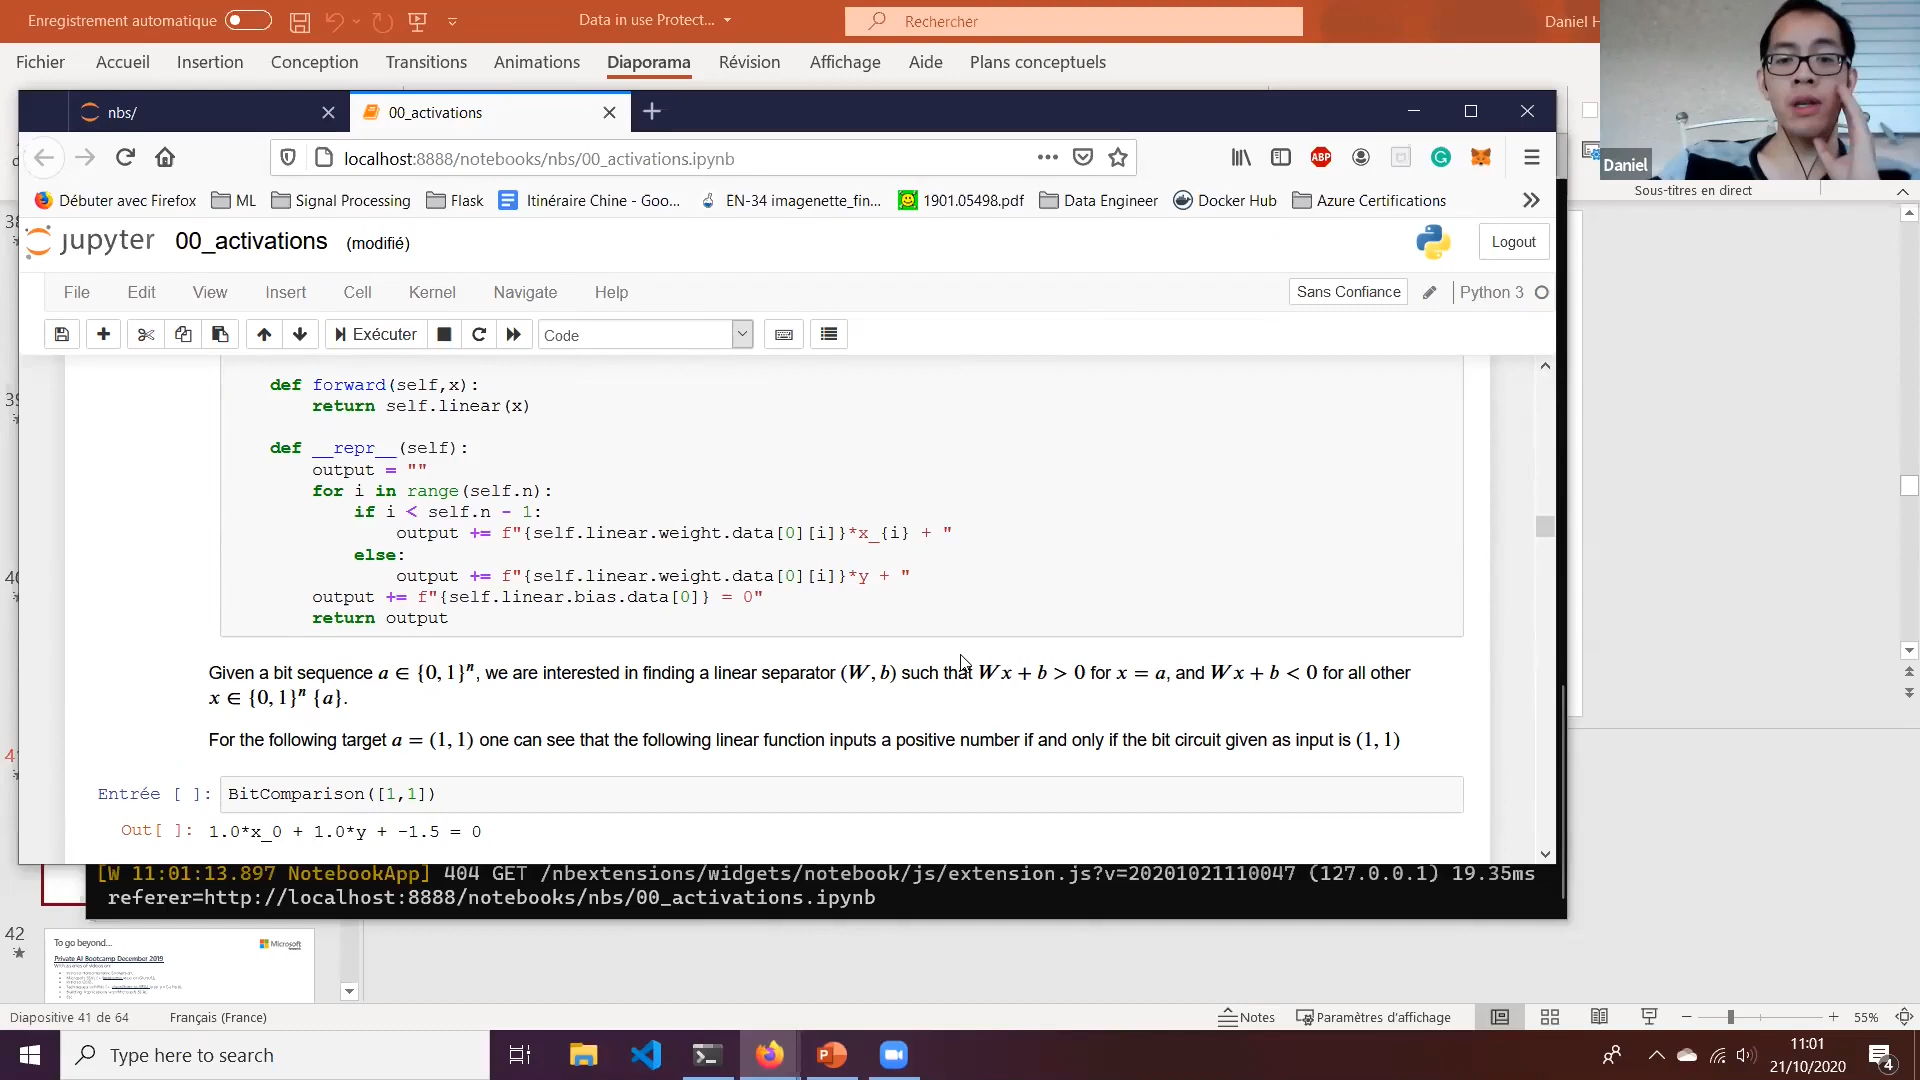 Enregistrement automatique
Data in use Protect...
Rechercher
Daniel H
Fichier Accueil Insertion Conception Transitions Animations Diaporama Révision Affichage Aide Plans conceptuels
nbs/
00_activations
localhost:8888/notebooks/nbs/00_activations.ipynb
ABP
Daniel
Sous-titres en direct
Débuter avec Firefox ML Signal Processing Flask Itinéraire Chine - Goo... EN-34 imagenette_fin... 1901.05498.pdf Data Engineer Docker Hub Azure Certifications
jupyter 00_activations (modifié)
Logout
File Edit View Insert Cell Kernel Navigate Help
Sans Confiance
Python 3
Exécuter
Code
def forward(self,x):
return self.linear(x)
def __repr__(self):
output = ""
for i in range(self.n):
if i < self.n - 1:
output += f"{self.linear.weight.data[0][i]}*x_{i} + "
else:
output += f"{self.linear.weight.data[0][i]}*y + "
output += f"{self.linear.bias.data[0]} = 0"
return output
Given a bit sequence a ∈ {0, 1}ⁿ, we are interested in finding a linear separator (W, b) such that Wx + b > 0 for x = a, and Wx + b < 0 for all other
x ∈ {0, 1}ⁿ {a}.
For the following target a = (1, 1) one can see that the following linear function inputs a positive number if and only if the bit circuit given as input is (1, 1)
Entrée [ ]: BitComparison([1,1])
Out[ ]: 1.0*x_0 + 1.0*y + -1.5 = 0
[W 11:01:13.897 NotebookApp] 404 GET /nbextensions/widgets/notebook/js/extension.js?v=20201021110047 (127.0.0.1) 19.35ms
referer=http://localhost:8888/notebooks/nbs/00_activations.ipynb
42
To go beyond...
Microsoft
Private AI Bootcamp December 2019
Diapositive 41 de 64
Français (France)
Notes
Paramètres d'affichage
55%
Type here to search
11:01
21/10/2020
4